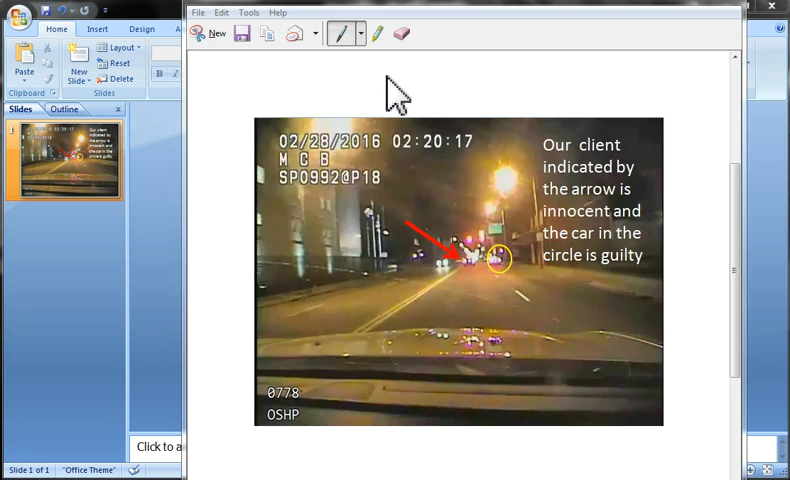 File Edit Tools Help
Home Insert Design
New
Paste
New
Slide
Layout
Reset
Delete
B I
Clipboard
Slides
Slides Outline x
1
02/28/2016 02:20:17
M C B
SP0992@P18
Our client
indicated by
the arrow is
innocent and
the car in the
circle is guilty
0778
OSHP
Click to a
Slide 1 of 1 "Office Theme"